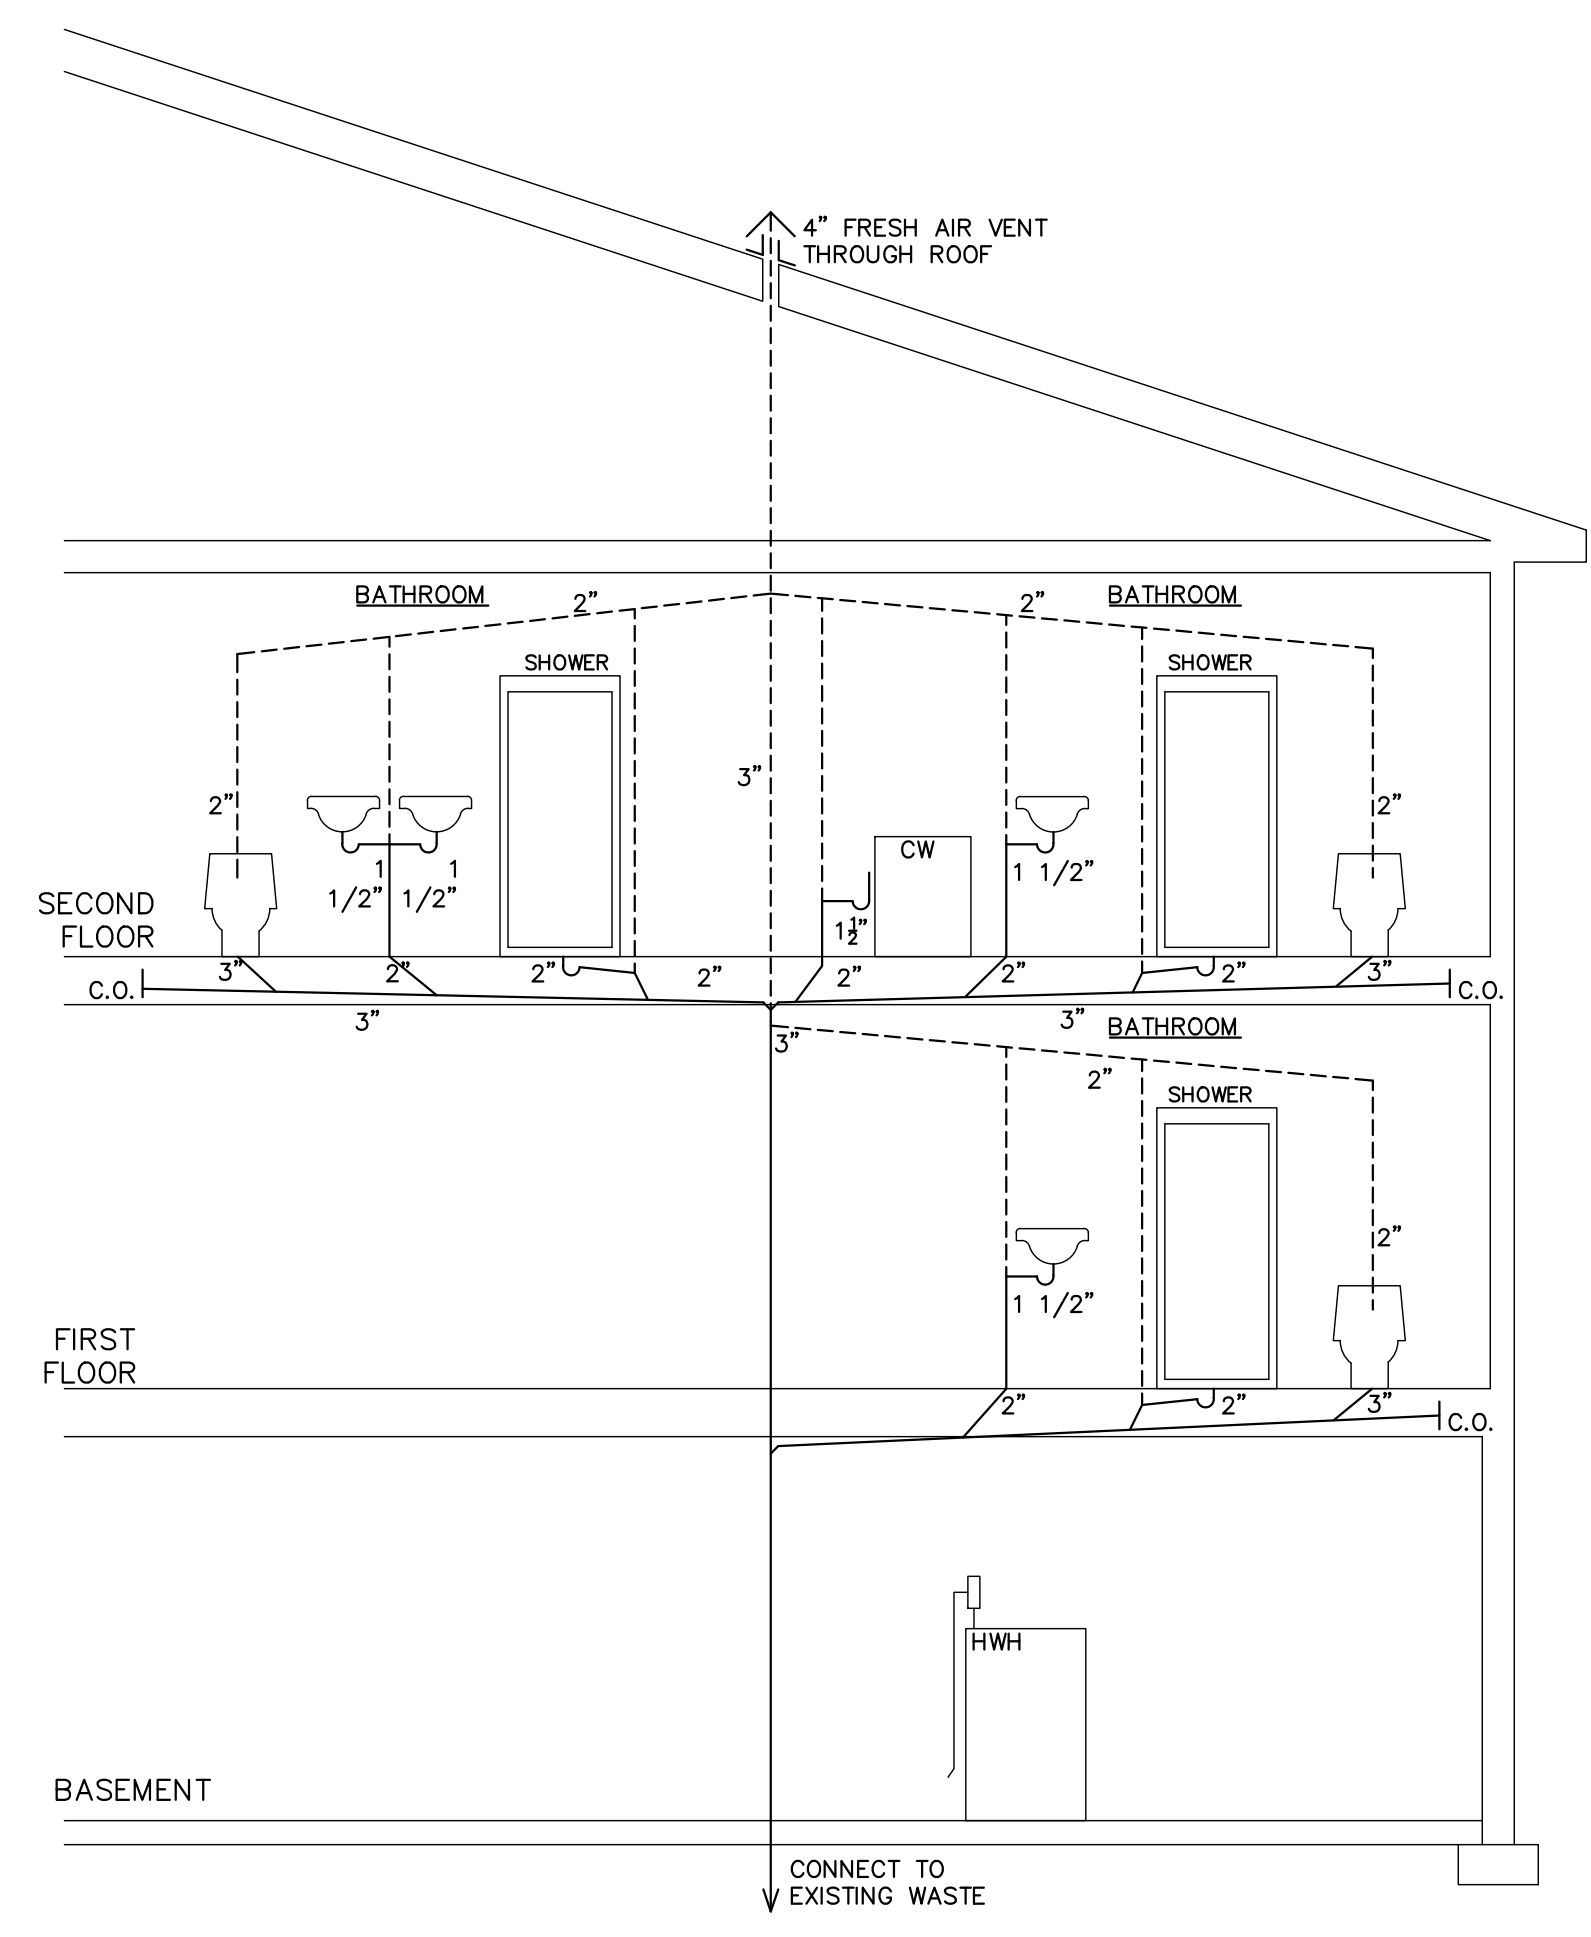 4” FRESH AIR VENT
THROUGH ROOF
BATHROOM
2”
2”
BATHROOM
SHOWER
SHOWER
3”
2”
2”
CW
1
1
1 1/2”
1/2”
1/2”
SECOND
FLOOR
1 1/2”
3”
2”
2”
2”
2”
2”
2”
3”
C.O.
C.O.
3”
3”
BATHROOM
3”
2”
SHOWER
2”
1 1/2”
FIRST
FLOOR
2”
2”
3”
C.O.
HWH
BASEMENT
CONNECT TO
EXISTING WASTE